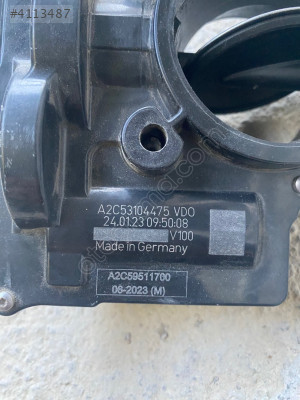 #4113487
A2C53104475 VDO
24.01.23 09:50:08
V100
Made in Germany
A2C59511700
06-2023 (M)